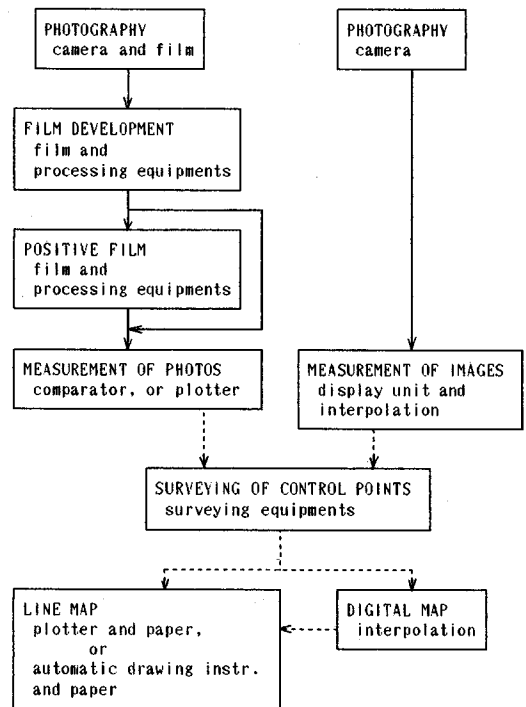 PHOTOGRAPHY
camera and film
PHOTOGRAPHY
camera
FILM DEVELOPMENT
film and
processing equipments
POSITIVE FILM
film and
processing equipments
MEASUREMENT OF PHOTOS
comparator, or plotter
MEASUREMENT OF IMAGES
display unit and
interpolation
SURVEYING OF CONTROL POINTS
surveying equipments
LINE MAP
plotter and paper,
or
automatic drawing instr.
and paper
DIGITAL MAP
interpolation